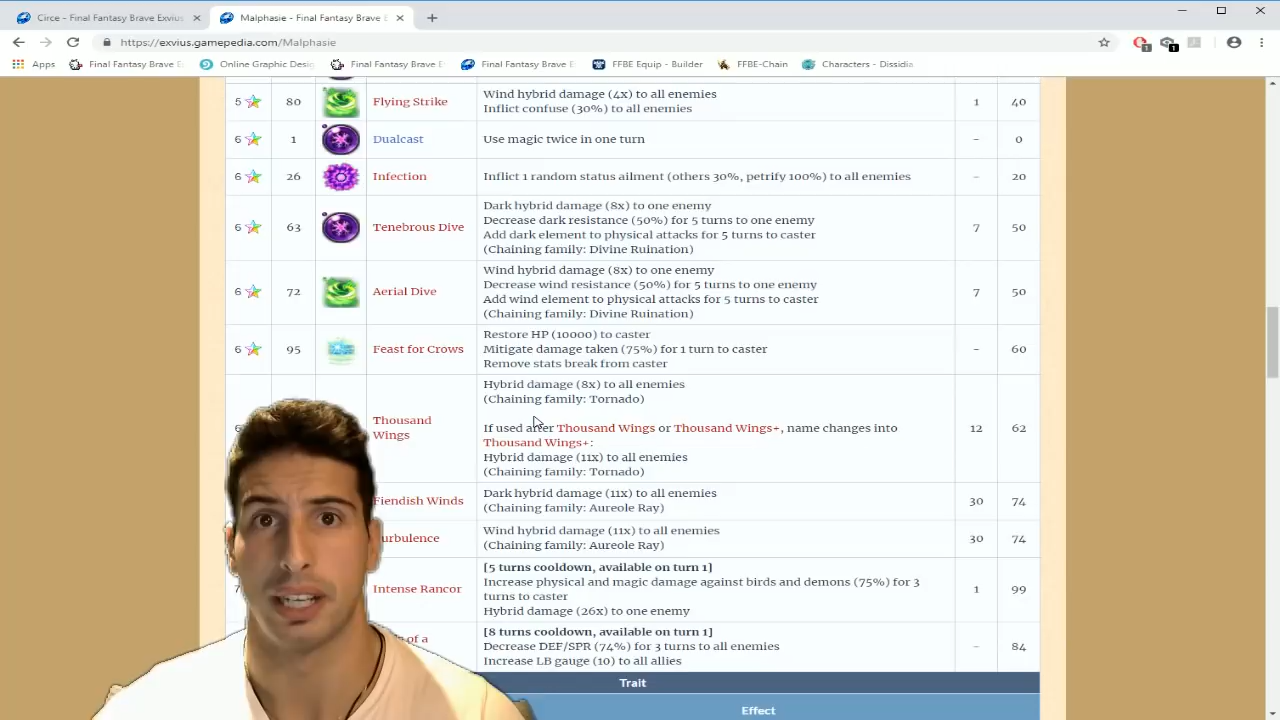 Circe - Final Fantasy Brave Exvius
Malphasie - Final Fantasy Brave E
https://exvius.gamepedia.com/Malphasie
1
1
Apps
Final Fantasy Brave E
Online Graphic Desi
Final Fantasy Brave E
Final Fantasy Brave E
FFBE Equip - Builder
FFBE-Chain
Characters - Dissidia
5 80 Flying Strike Wind hybrid damage (4x) to all enemies 1 40
Inflict confuse (30%) to all enemies
6 1 Dualcast Use magic twice in one turn - 0
6 26 Infection Inflict 1 random status ailment (others 30%, petrify 100%) to all enemies - 20
6 63 Tenebrous Dive Dark hybrid damage (8x) to one enemy 7 50
Decrease dark resistance (50%) for 5 turns to one enemy
Add dark element to physical attacks for 5 turns to caster
(Chaining family: Divine Ruination)
6 72 Aerial Dive Wind hybrid damage (8x) to one enemy 7 50
Decrease wind resistance (50%) for 5 turns to one enemy
Add wind element to physical attacks for 5 turns to caster
(Chaining family: Divine Ruination)
6 95 Feast for Crows Restore HP (10000) to caster - 60
Mitigate damage taken (75%) for 1 turn to caster
Remove stats break from caster
Thousand Wings Hybrid damage (8x) to all enemies 12 62
(Chaining family: Tornado)
If used after Thousand Wings or Thousand Wings+, name changes into
Thousand Wings+:
Hybrid damage (11x) to all enemies
(Chaining family: Tornado)
Fiendish Winds Dark hybrid damage (11x) to all enemies 30 74
(Chaining family: Aureole Ray)
urbulence Wind hybrid damage (11x) to all enemies 30 74
(Chaining family: Aureole Ray)
7 Intense Rancor [5 turns cooldown, available on turn 1] 1 99
Increase physical and magic damage against birds and demons (75%) for 3
turns to caster
Hybrid damage (26x) to one enemy
of a [8 turns cooldown, available on turn 1] - 84
Decrease DEF/SPR (74%) for 3 turns to all enemies
Increase LB gauge (10) to all allies
Trait
Effect